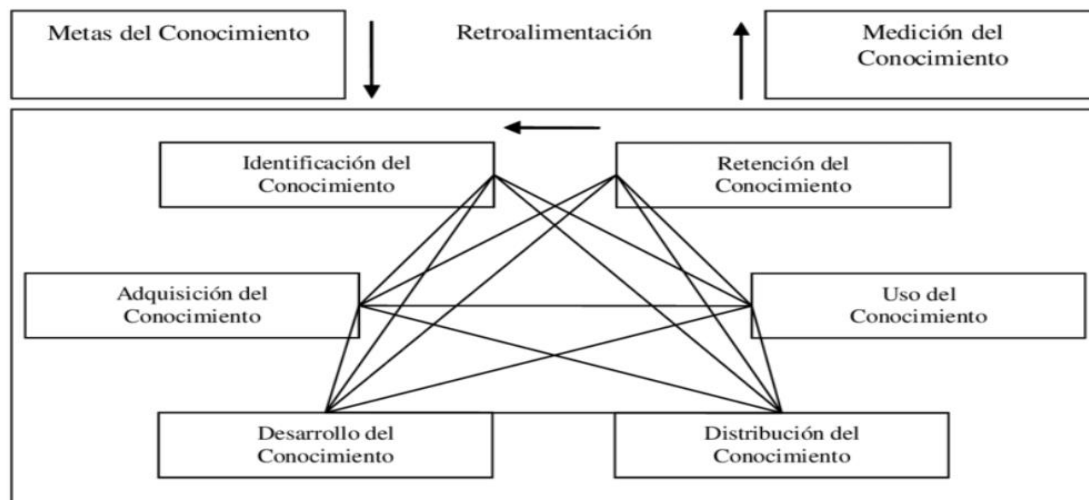 Metas del Conocimiento
Retroalimentación
Medición del
Conocimiento
Identificación del
Conocimiento
Retención del
Conocimiento
Adquisición del
Conocimiento
Uso del
Conocimiento
Desarrollo del
Conocimiento
Distribución del
Conocimiento